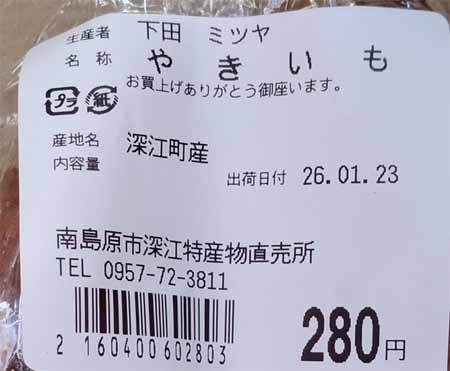 生産者 下田 ミツヤ
名称 やきいも
お買上げありがとう御座います。
プラ 紙
産地名 深江町産
内容量
出荷日付 26.01.23
南島原市深江特産物直売所
TEL 0957-72-3811
280円
2 160400 602803